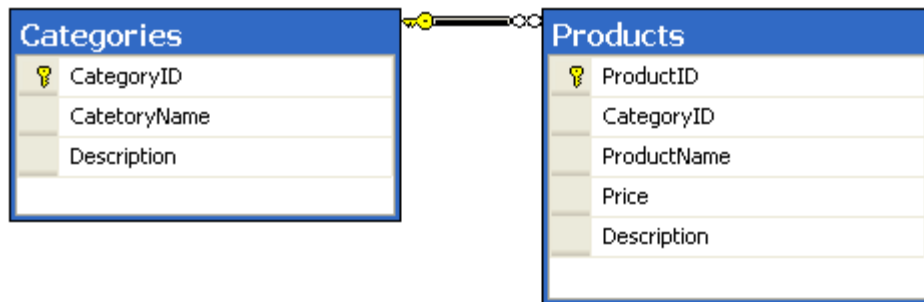 Categories
CategoryID
CatetoryName
Description
Products
ProductID
CategoryID
ProductName
Price
Description